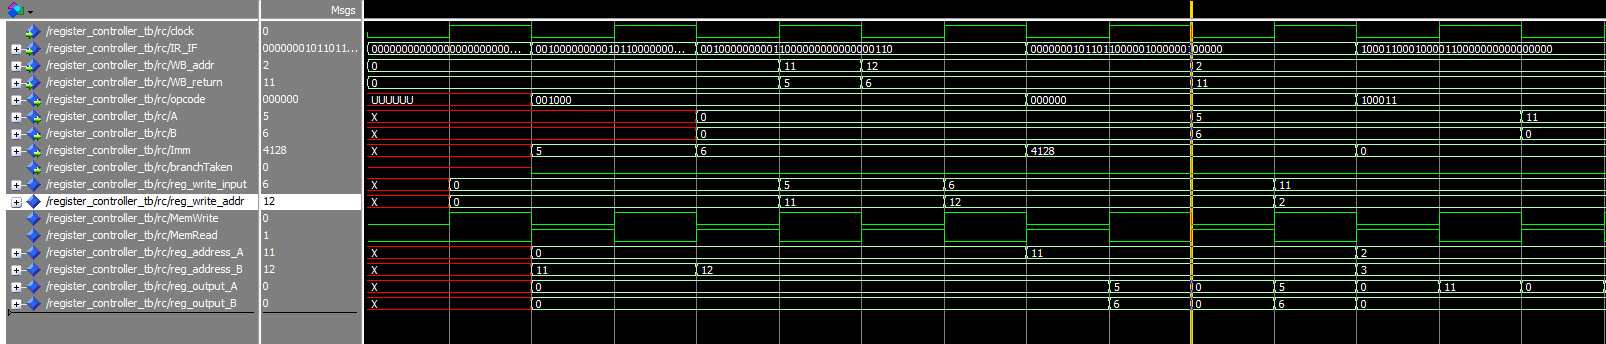 Msgs
/register_controller_tb/rc/clock 0
/register_controller_tb/rc/IR_IF 00000001011011... 00000000000000000000000... 00100000000010110000000... 00100000000011000000000000000110 00000001011011000001000000100000 10001100010000110000000000000000
/register_controller_tb/rc/WB_addr 2 0 11 12 2
/register_controller_tb/rc/WB_return 11 0 5 6 11
/register_controller_tb/rc/opcode 000000 UUUUUU 001000 000000 100011
/register_controller_tb/rc/A 5 X 0 5 11
/register_controller_tb/rc/B 6 X 0 6 0
/register_controller_tb/rc/Imm 4128 X 5 6 4128 0
/register_controller_tb/rc/branchTaken 0
/register_controller_tb/rc/reg_write_input 6 X 0 5 6 11
/register_controller_tb/rc/reg_write_addr 12 X 0 11 12 2
/register_controller_tb/rc/MemWrite 0
/register_controller_tb/rc/MemRead 1
/register_controller_tb/rc/reg_address_A 11 X 0 11 2
/register_controller_tb/rc/reg_address_B 12 X 11 12 3
/register_controller_tb/rc/reg_output_A 0 X 0 5 0 5 0 11 0
/register_controller_tb/rc/reg_output_B 0 X 0 6 0 6 0